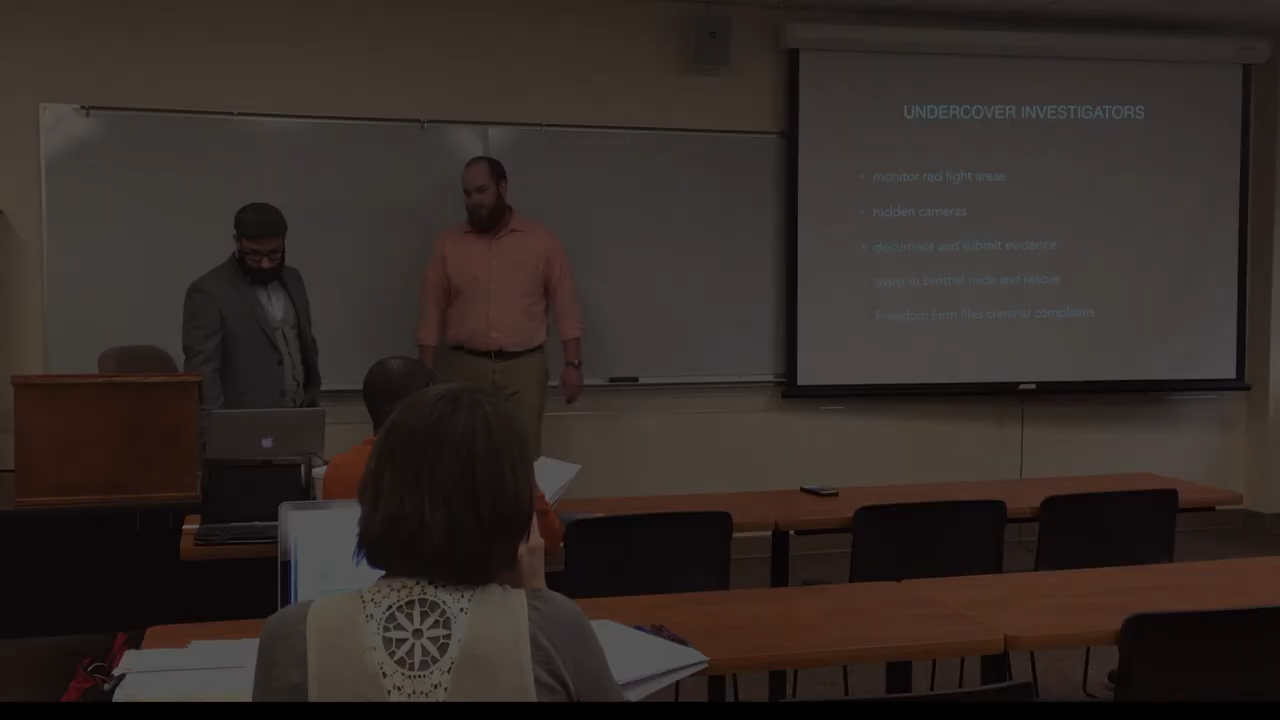 UNDERCOVER INVESTIGATORS
• monitor red light areas
• hidden cameras
• document and submit evidence
• assist in brothel raids and rescue
Freedom Firm files criminal complaints